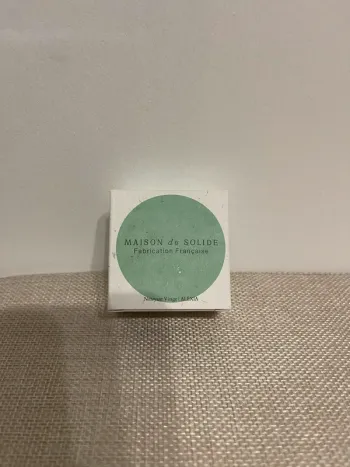 MAISON de SOLIDE
Fabrication Française